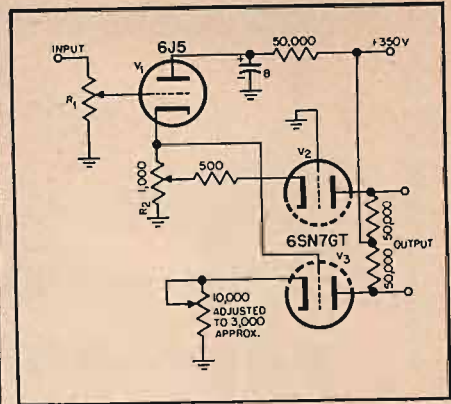 INPUT
6J5
V1
50,000
+350V
8
R1
1,000
R2
500
V2
6SN7GT
V3
50,000
50,000
OUTPUT
10,000
ADJUSTED
TO 3,000
APPROX.